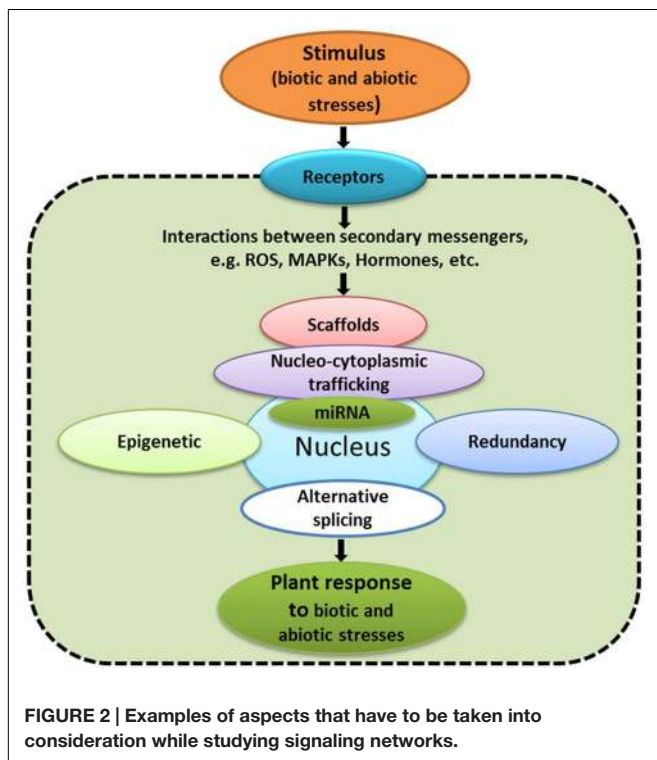 Stimulus
(biotic and abiotic
stresses)
Receptors
Interactions between secondary messengers,
e.g. ROS, MAPKs, Hormones, etc.
Scaffolds
Nucleo-cytoplasmic
trafficking
miRNA
Epigenetic
Nucleus
Redundancy
Alternative
splicing
Plant response
to biotic and
abiotic stresses
FIGURE 2 | Examples of aspects that have to be taken into
consideration while studying signaling networks.